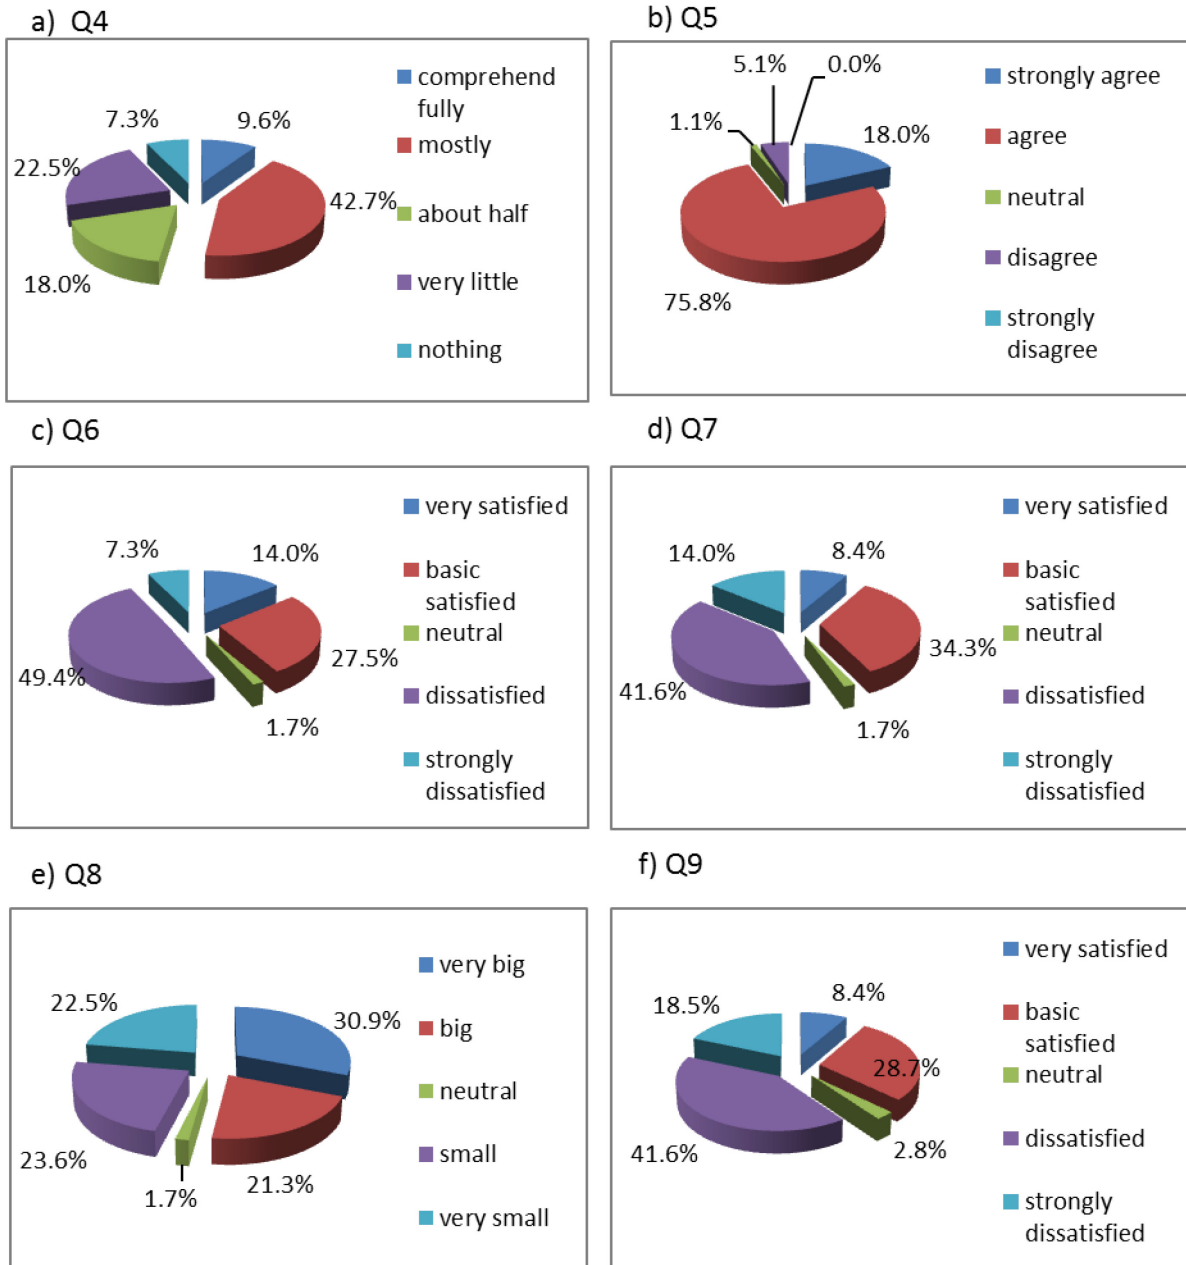 a) Q4
comprehend
fully
mostly
about half
very little
nothing
7.3%
9.6%
22.5%
42.7%
18.0%
b) Q5
strongly agree
agree
neutral
disagree
strongly
disagree
5.1%
0.0%
1.1%
18.0%
75.8%
c) Q6
very satisfied
basic
satisfied
neutral
dissatisfied
strongly
dissatisfied
7.3%
14.0%
27.5%
49.4%
1.7%
d) Q7
very satisfied
basic
satisfied
neutral
dissatisfied
strongly
dissatisfied
14.0%
8.4%
34.3%
41.6%
1.7%
e) Q8
very big
big
neutral
small
very small
22.5%
30.9%
23.6%
21.3%
1.7%
f) Q9
very satisfied
basic
satisfied
neutral
dissatisfied
strongly
dissatisfied
18.5%
8.4%
28.7%
41.6%
2.8%